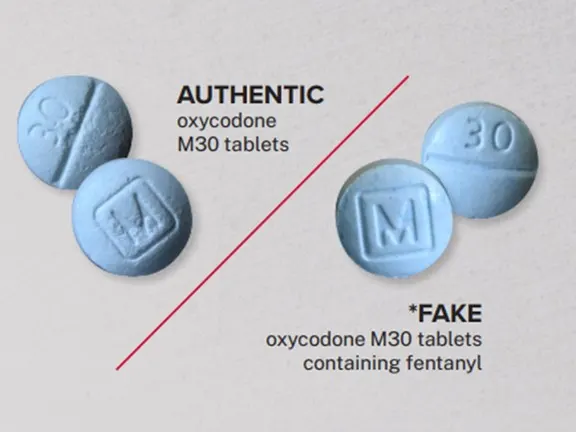 AUTHENTIC
oxycodone
M30 tablets
30
M
30
M
*FAKE
oxycodone M30 tablets
containing fentanyl